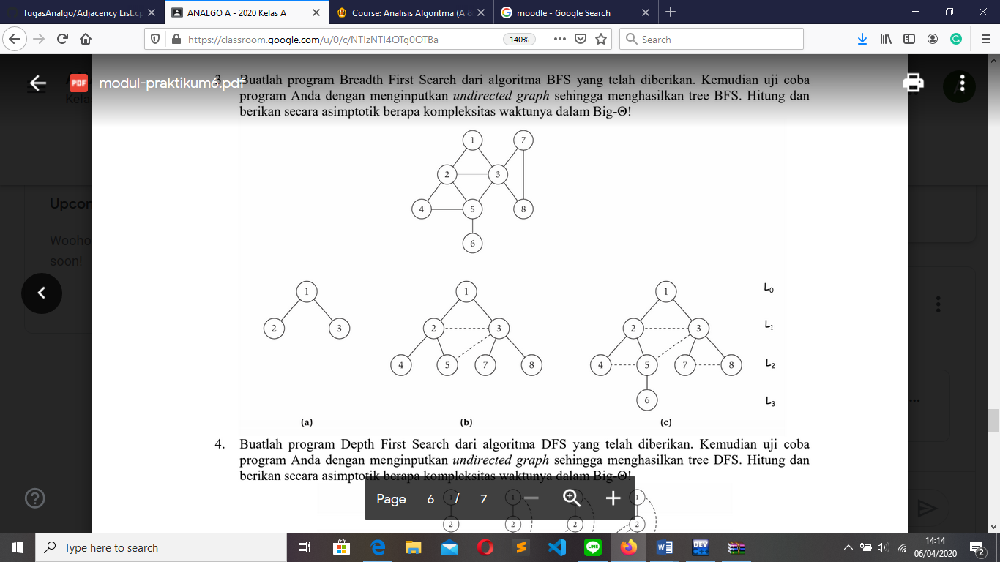 TugasAnalgo/Adjacency List.cp
ANALGO A - 2020 Kelas A
Course: Analisis Algoritma (A &
moodle - Google Search
https://classroom.google.com/u/0/c/NTIzNTI4OTg0OTBa
140%
Search
modul-praktikum6.pdf
Kela
3. Buatlah program Breadth First Search dari algoritma BFS yang telah diberikan. Kemudian uji coba
program Anda dengan menginputkan undirected graph sehingga menghasilkan tree BFS. Hitung dan
berikan secara asimptotik berapa kompleksitas waktunya dalam Big-Θ!
1 7
2 3
4 5 8
6
Upcor
Wooho
soon!
1 1 1 L0
2 3 2 3 2 3 L1
4 5 7 8 4 5 7 8 L2
6 L3
(a) (b) (c)
4. Buatlah program Depth First Search dari algoritma DFS yang telah diberikan. Kemudian uji coba
program Anda dengan menginputkan undirected graph sehingga menghasilkan tree DFS. Hitung dan
berikan secara asimptotik berapa kompleksitas waktunya dalam Big-Θ!
Page 6 / 7
1 1 1 1
2 2 2 2
Type here to search
LINE
DEV
14:14
06/04/2020
2